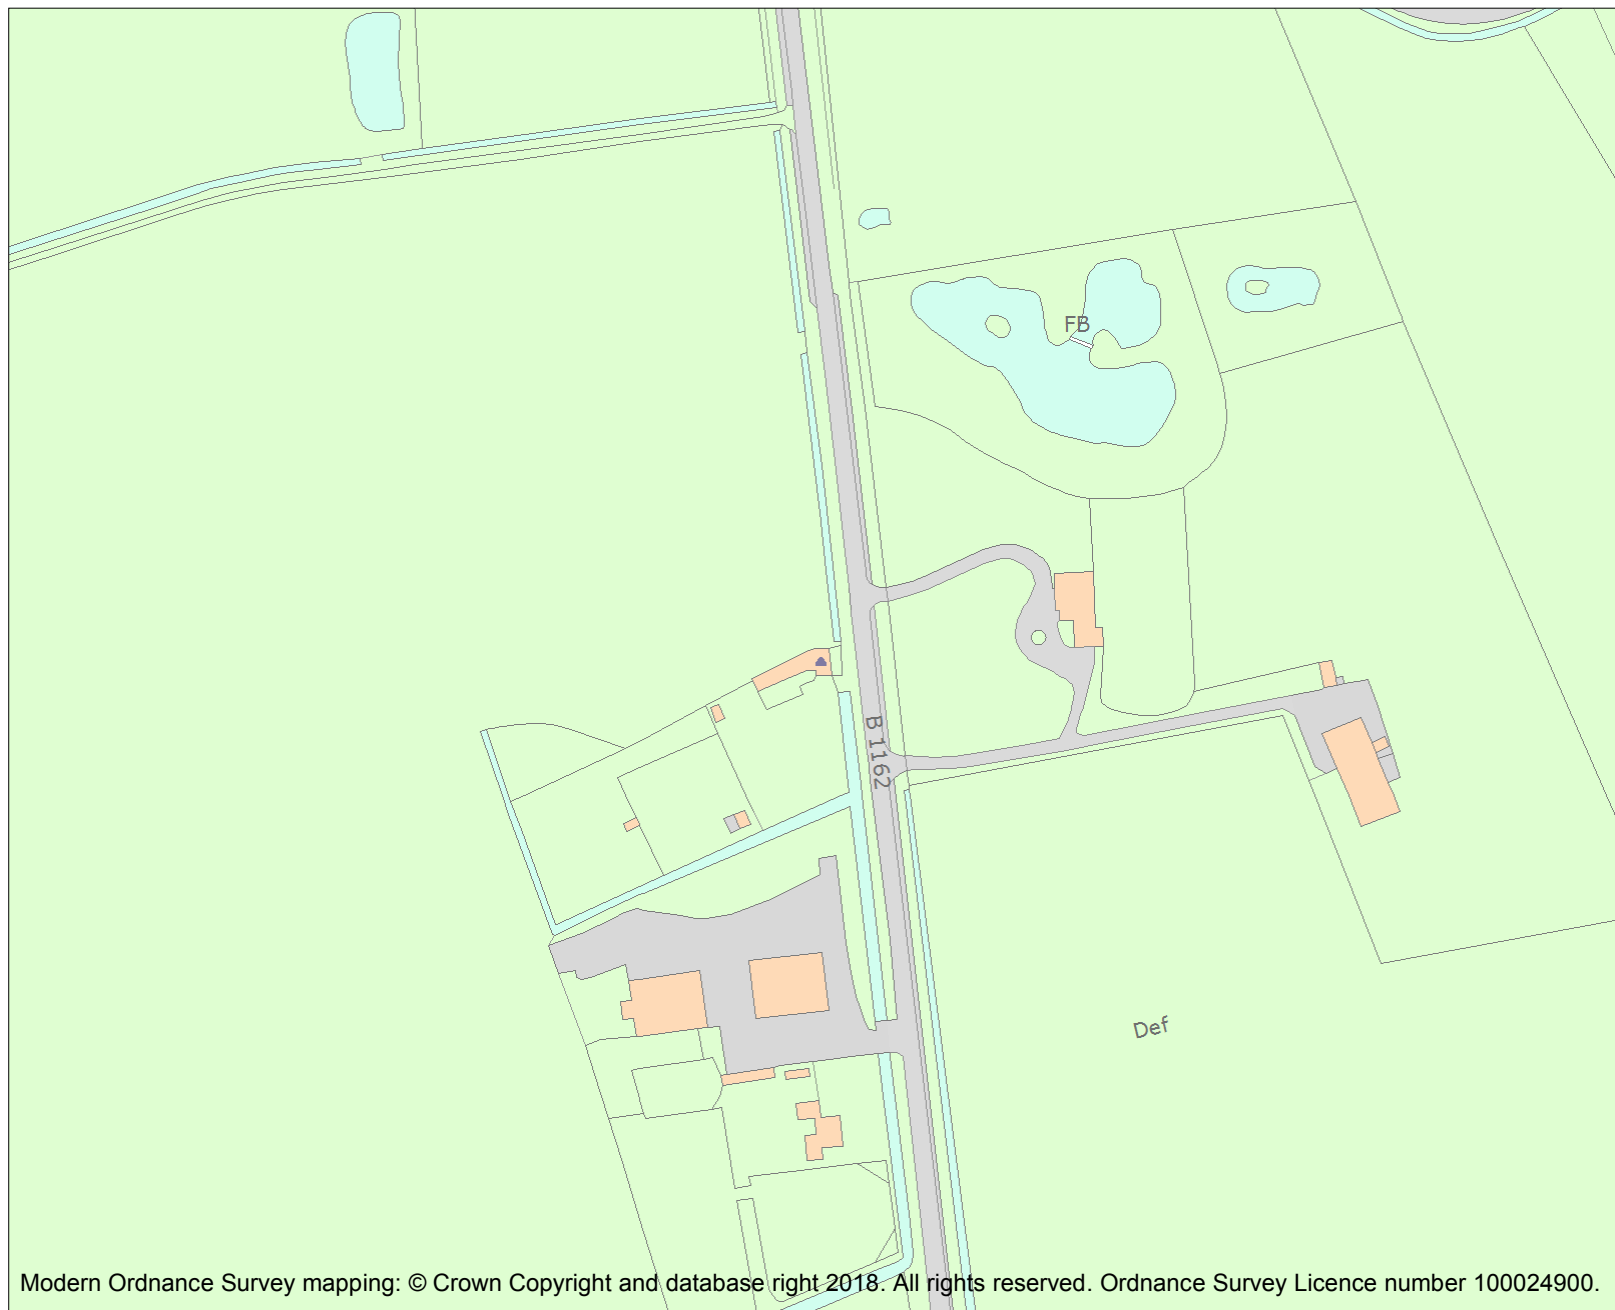 FB
B 1162
Def
Modern Ordnance Survey mapping: © Crown Copyright and database right 2018. All rights reserved. Ordnance Survey Licence number 100024900.